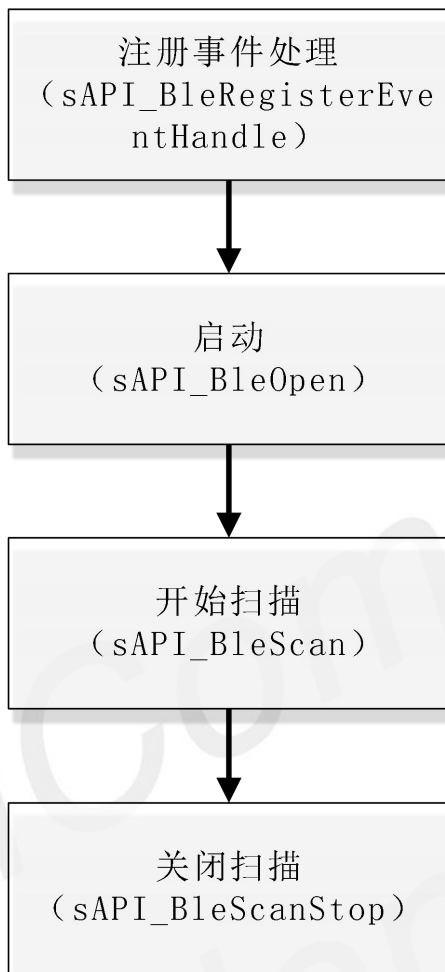 注册事件处理
（sAPI_BleRegisterEve
ntHandle）
启动
（sAPI_BleOpen）
开始扫描
（sAPI_BleScan）
关闭扫描
（sAPI_BleScanStop）